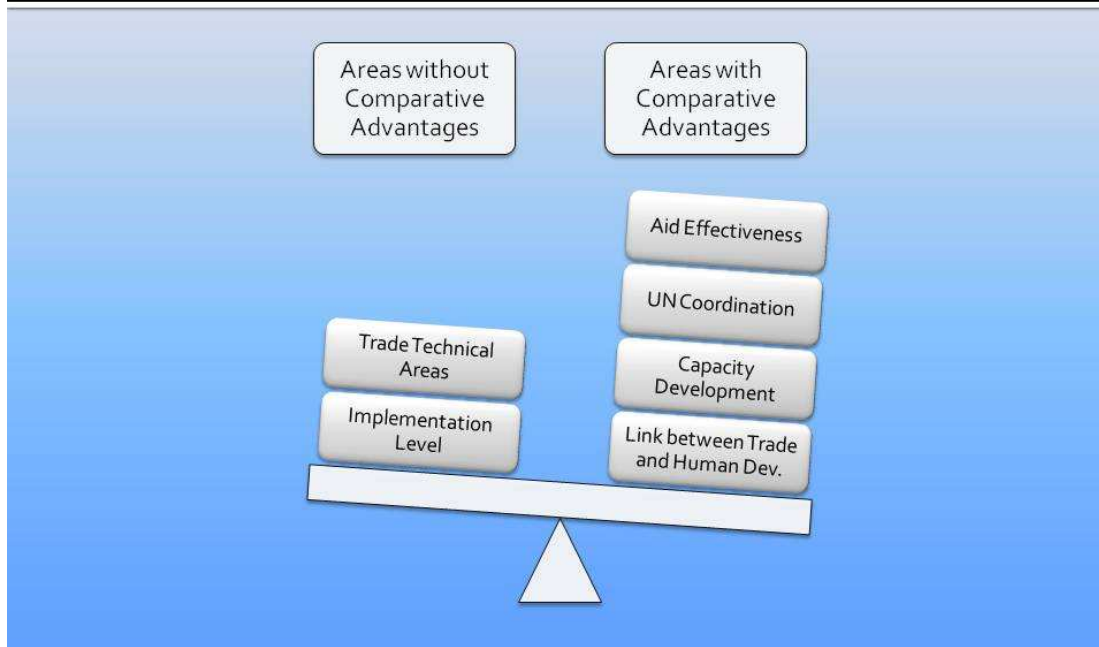 Areas without
Comparative
Advantages
Areas with
Comparative
Advantages
Trade Technical
Areas
Implementation
Level
Aid Effectiveness
UN Coordination
Capacity
Development
Link between Trade
and Human Dev.